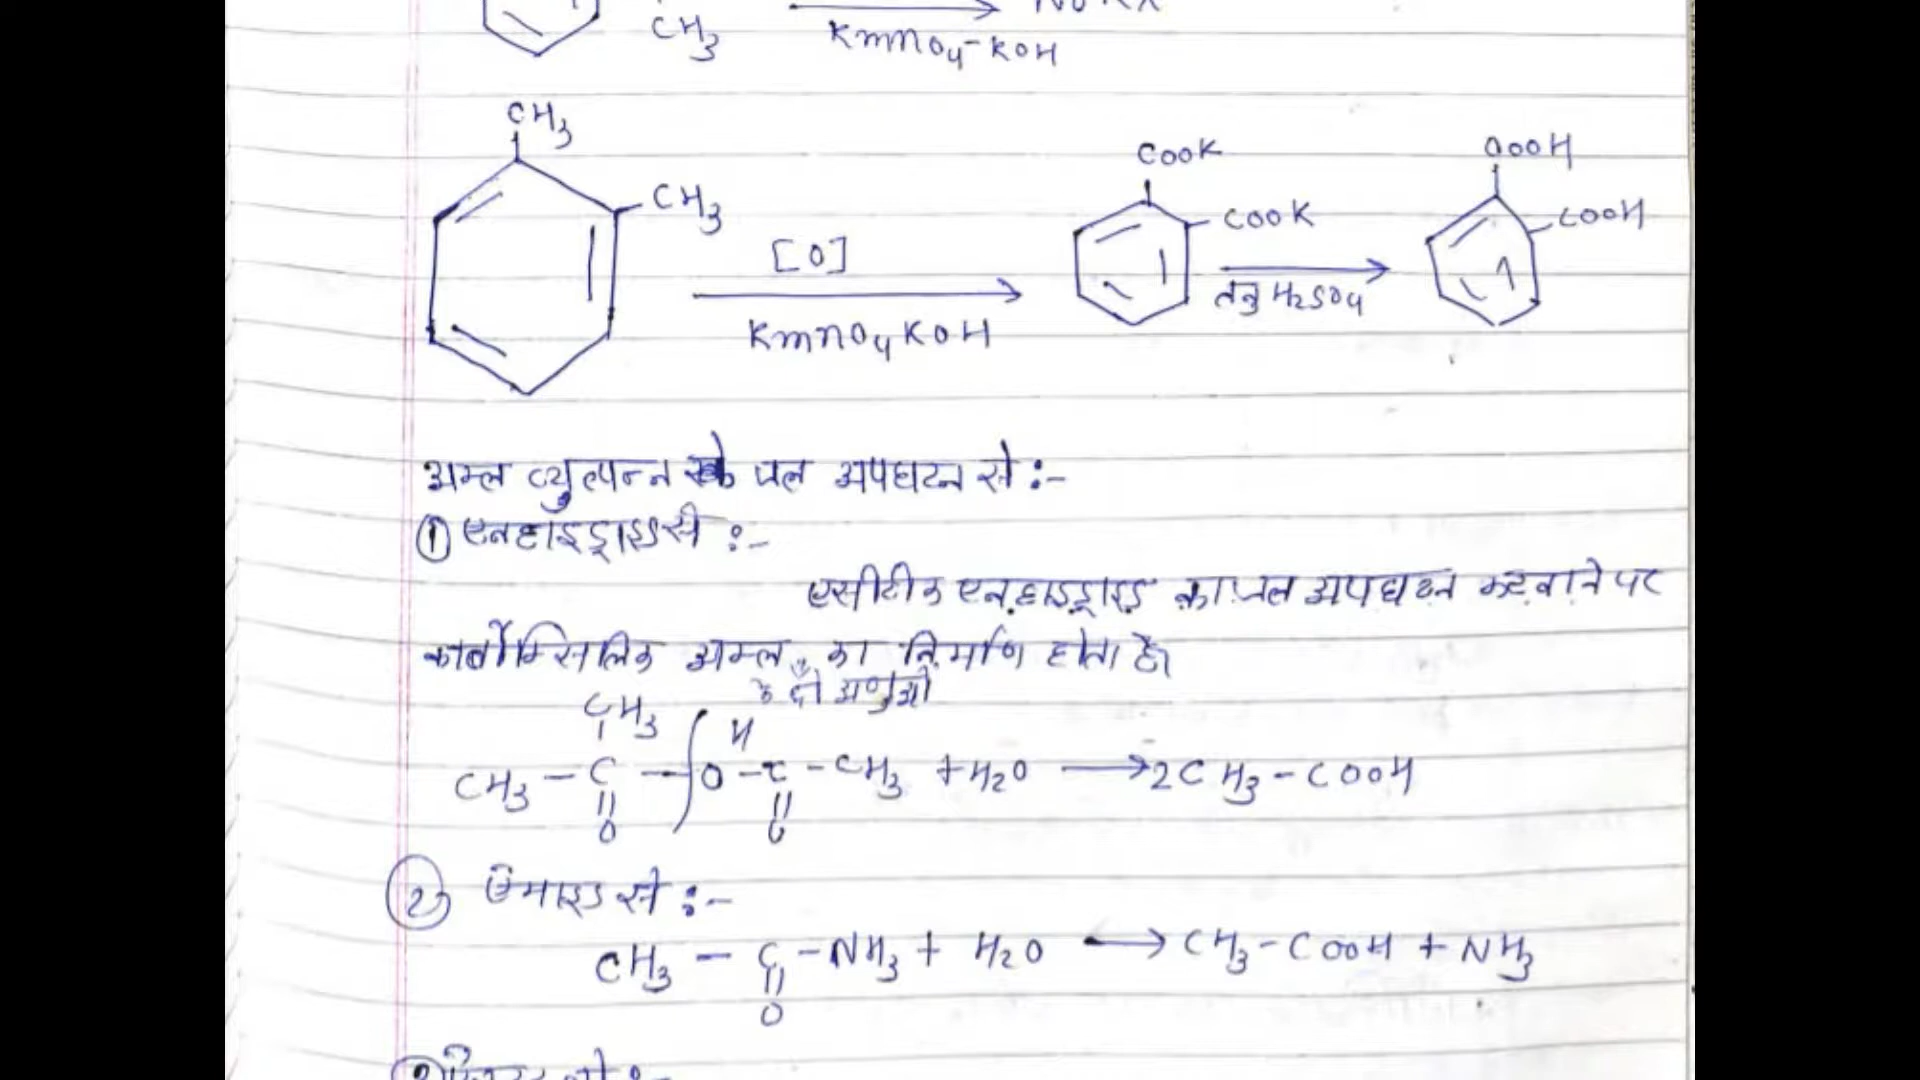 CH3
KmnO4-KOH
CH3
CH3
[O]
KmnO4 KOH
COOK
COOK
तनु H2SO4
OOOH
COOH
अम्ल व्युत्पन्न के जल अपघटन से :-
① एनहाइड्राइड से :-
एसीटीक एनहाइड्राइड का जल अपघटन करवाने पर
कार्बोक्सिलिक अम्ल का निर्माण होता है।
के दो अणुओं
CH3 H
CH3 - C - O - C - CH3 + H2O → 2CH3 - COOH
O O
② ऐमाइड से :-
CH3 - C - NH3 + H2O → CH3 - COOH + NH3
O